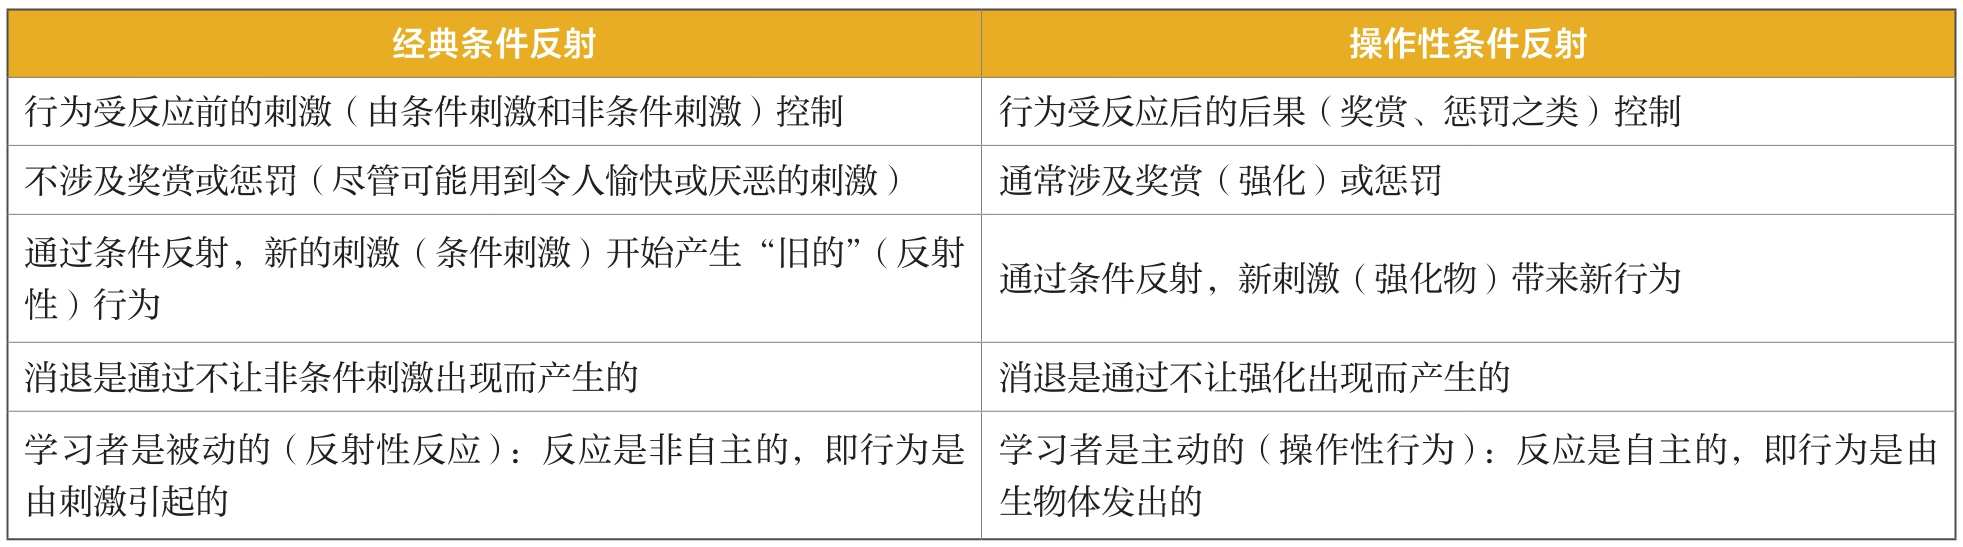 经典条件反射
操作性条件反射
行为受反应前的刺激（由条件刺激和非条件刺激）控制
行为受反应后的后果（奖赏、惩罚之类）控制
不涉及奖赏或惩罚（尽管可能用到令人愉快或厌恶的刺激）
通常涉及奖赏（强化）或惩罚
通过条件反射，新的刺激（条件刺激）开始产生“旧的”（反射
性）行为
通过条件反射，新刺激（强化物）带来新行为
消退是通过不让非条件刺激出现而产生的
消退是通过不让强化出现而产生的
学习者是被动的（反射性反应）：反应是非自主的，即行为是
由刺激引起的
学习者是主动的（操作性行为）：反应是自主的，即行为是由
生物体发出的